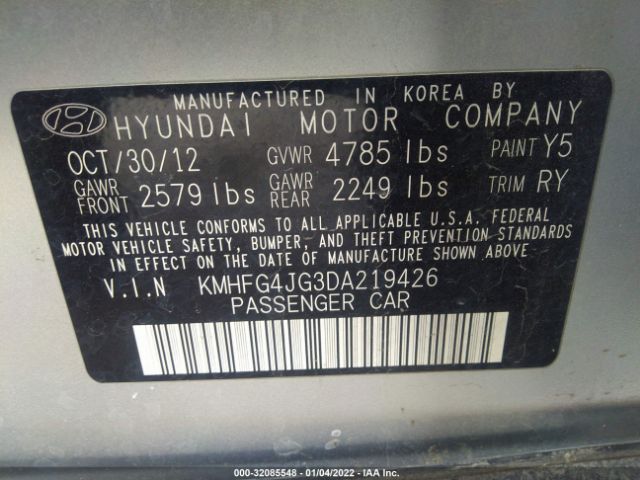 MANUFACTURED IN KOREA BY
HYUNDAI MOTOR COMPANY
OCT/30/12 GVWR 4785 lbs PAINT Y5
GAWR FRONT 2579 lbs GAWR REAR 2249 lbs TRIM RY
THIS VEHICLE CONFORMS TO ALL APPLICABLE U.S.A. FEDERAL
MOTOR VEHICLE SAFETY, BUMPER, AND THEFT PREVENTION STANDARDS
IN EFFECT ON THE DATE OF MANUFACTURE SHOWN ABOVE.
V.I.N KMHFG4JG3DA219426
PASSENGER CAR
000-32085548 - 01/04/2022 - IAA Inc.